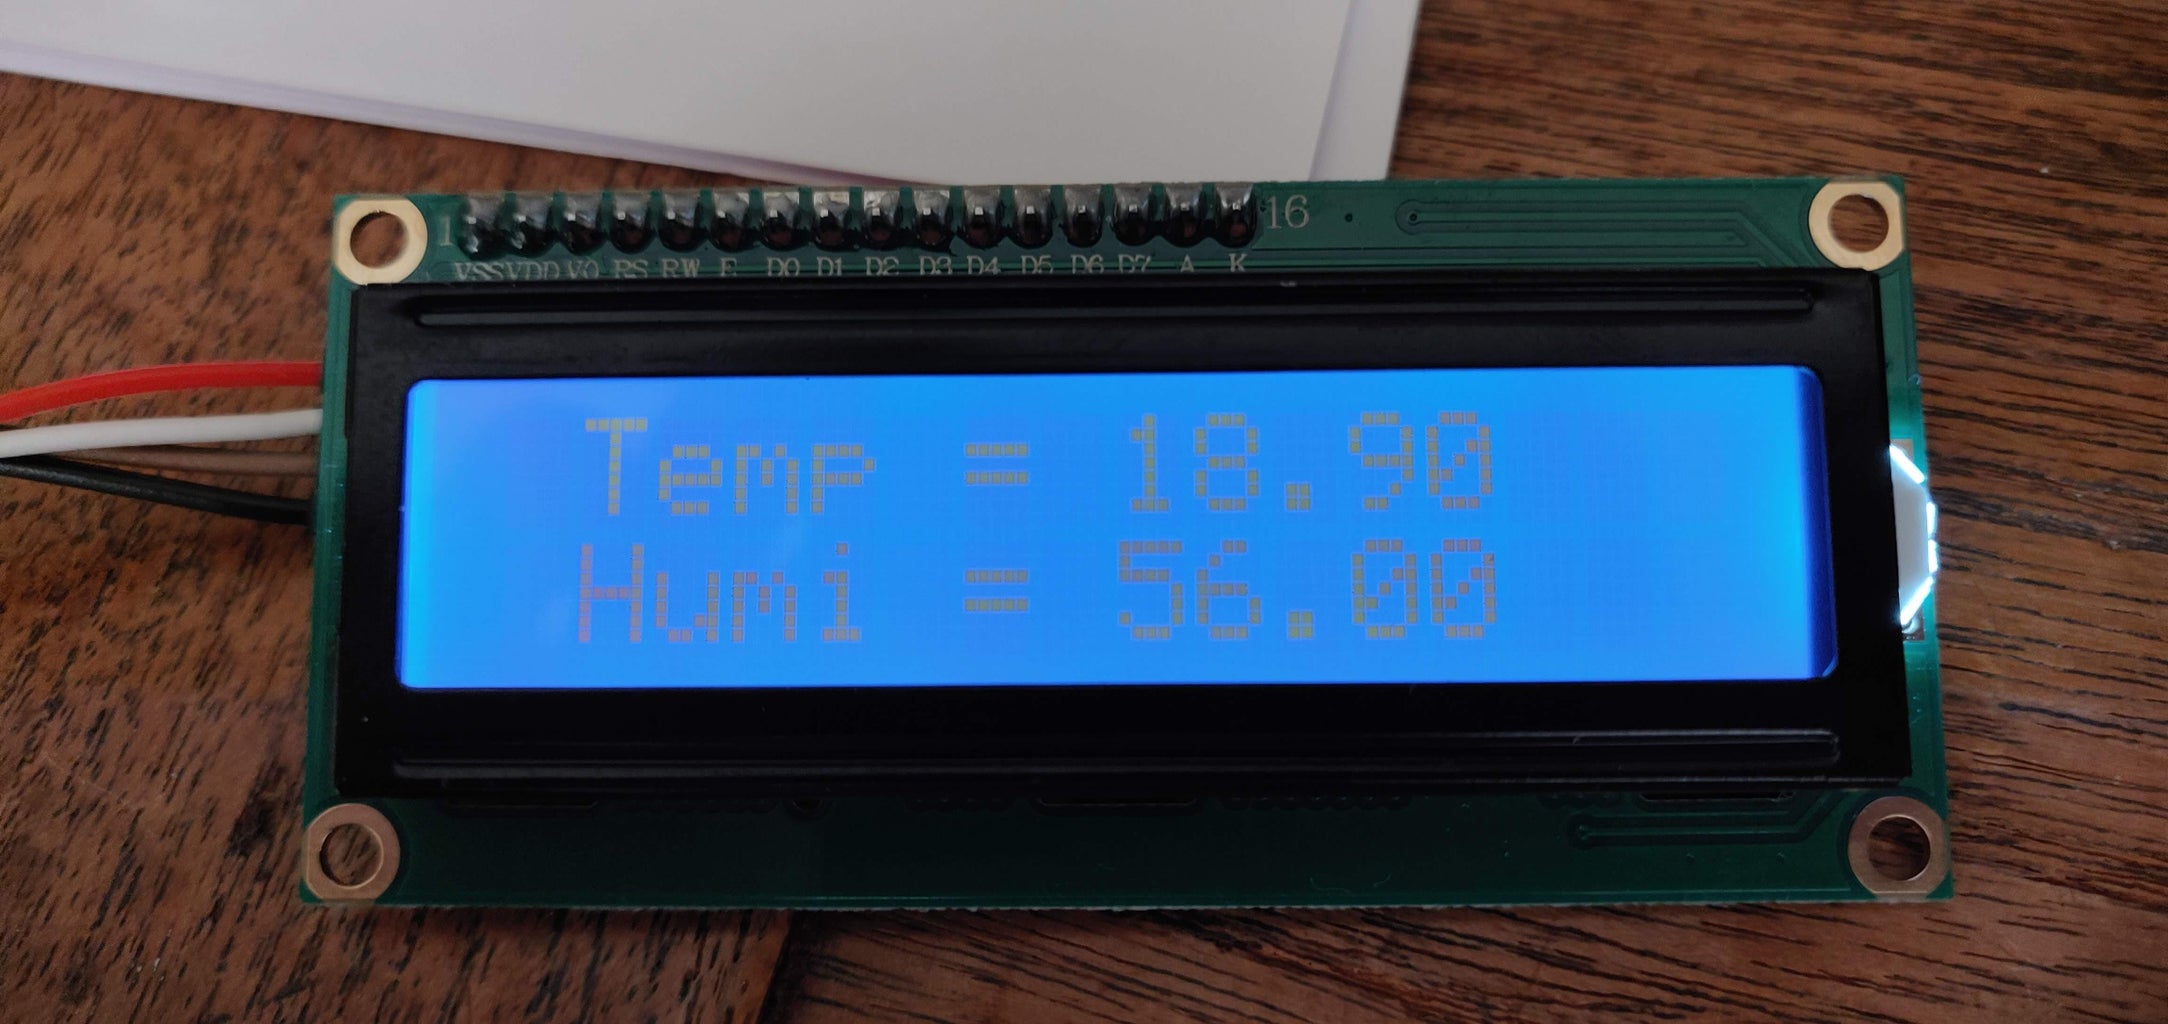 1 16
VSS VDD VO RS RW E D0 D1 D2 D3 D4 D5 D6 D7 A K
Temp = 18.90
Humi = 56.00